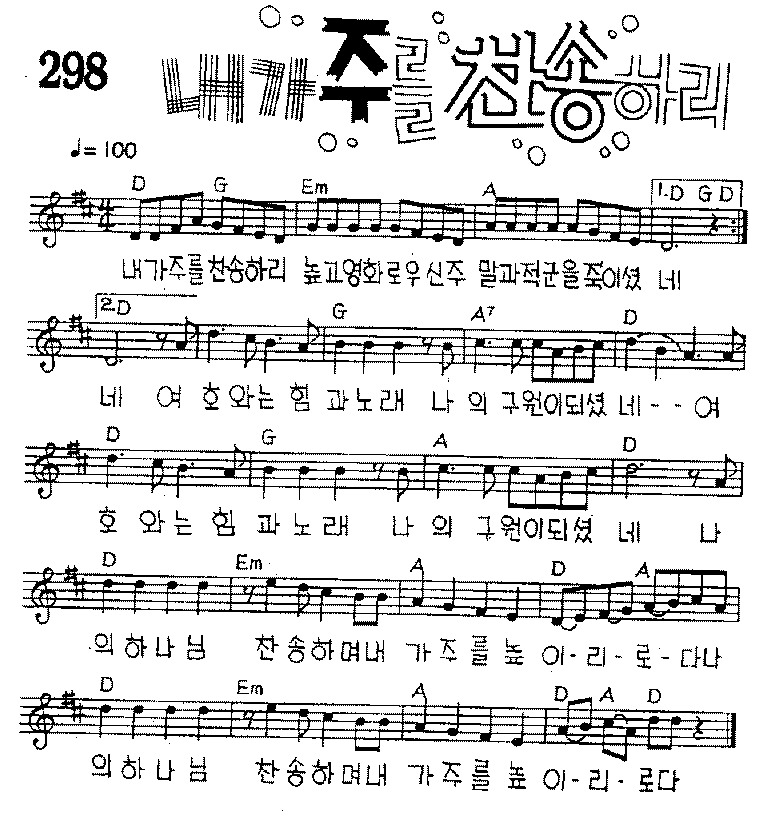 298 내가 주를 찬송하리
♩= 100
D G Em A 1. D G D
내가주를찬송하리 높고영화로우신주 말과적군을죽이셨 네
2. D G A7 D
네 여 호 와는 힘 과노래 나 의 구원이되셨 네 - - 여
D G A D
호 와는 힘 과노래 나 의 구원이되셨 네 나
D Em A D A
의하나님 찬송하며내 가주를높 이-리-로-다나
D Em A D A D
의하나님 찬송하며내 가주를높 이-리-로다